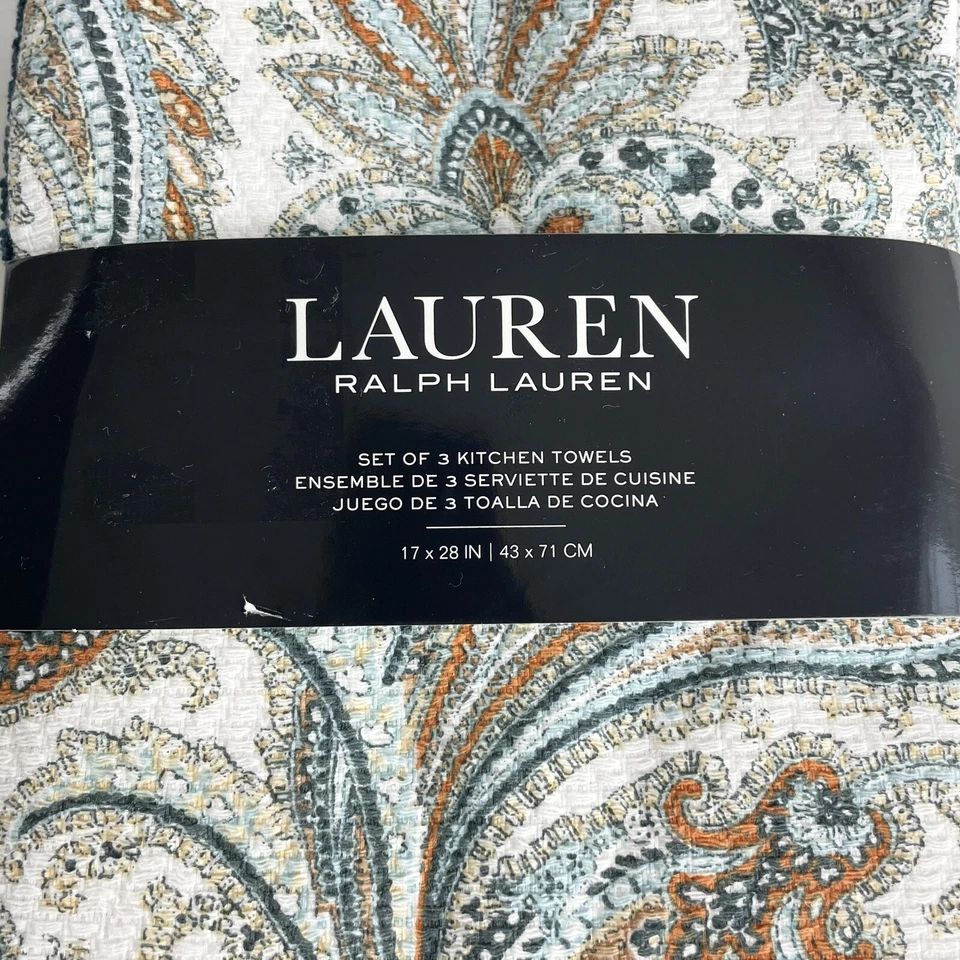 LAUREN
RALPH LAUREN
SET OF 3 KITCHEN TOWELS
ENSEMBLE DE 3 SERVIETTE DE CUISINE
JUEGO DE 3 TOALLA DE COCINA
17 x 28 IN | 43 x 71 CM